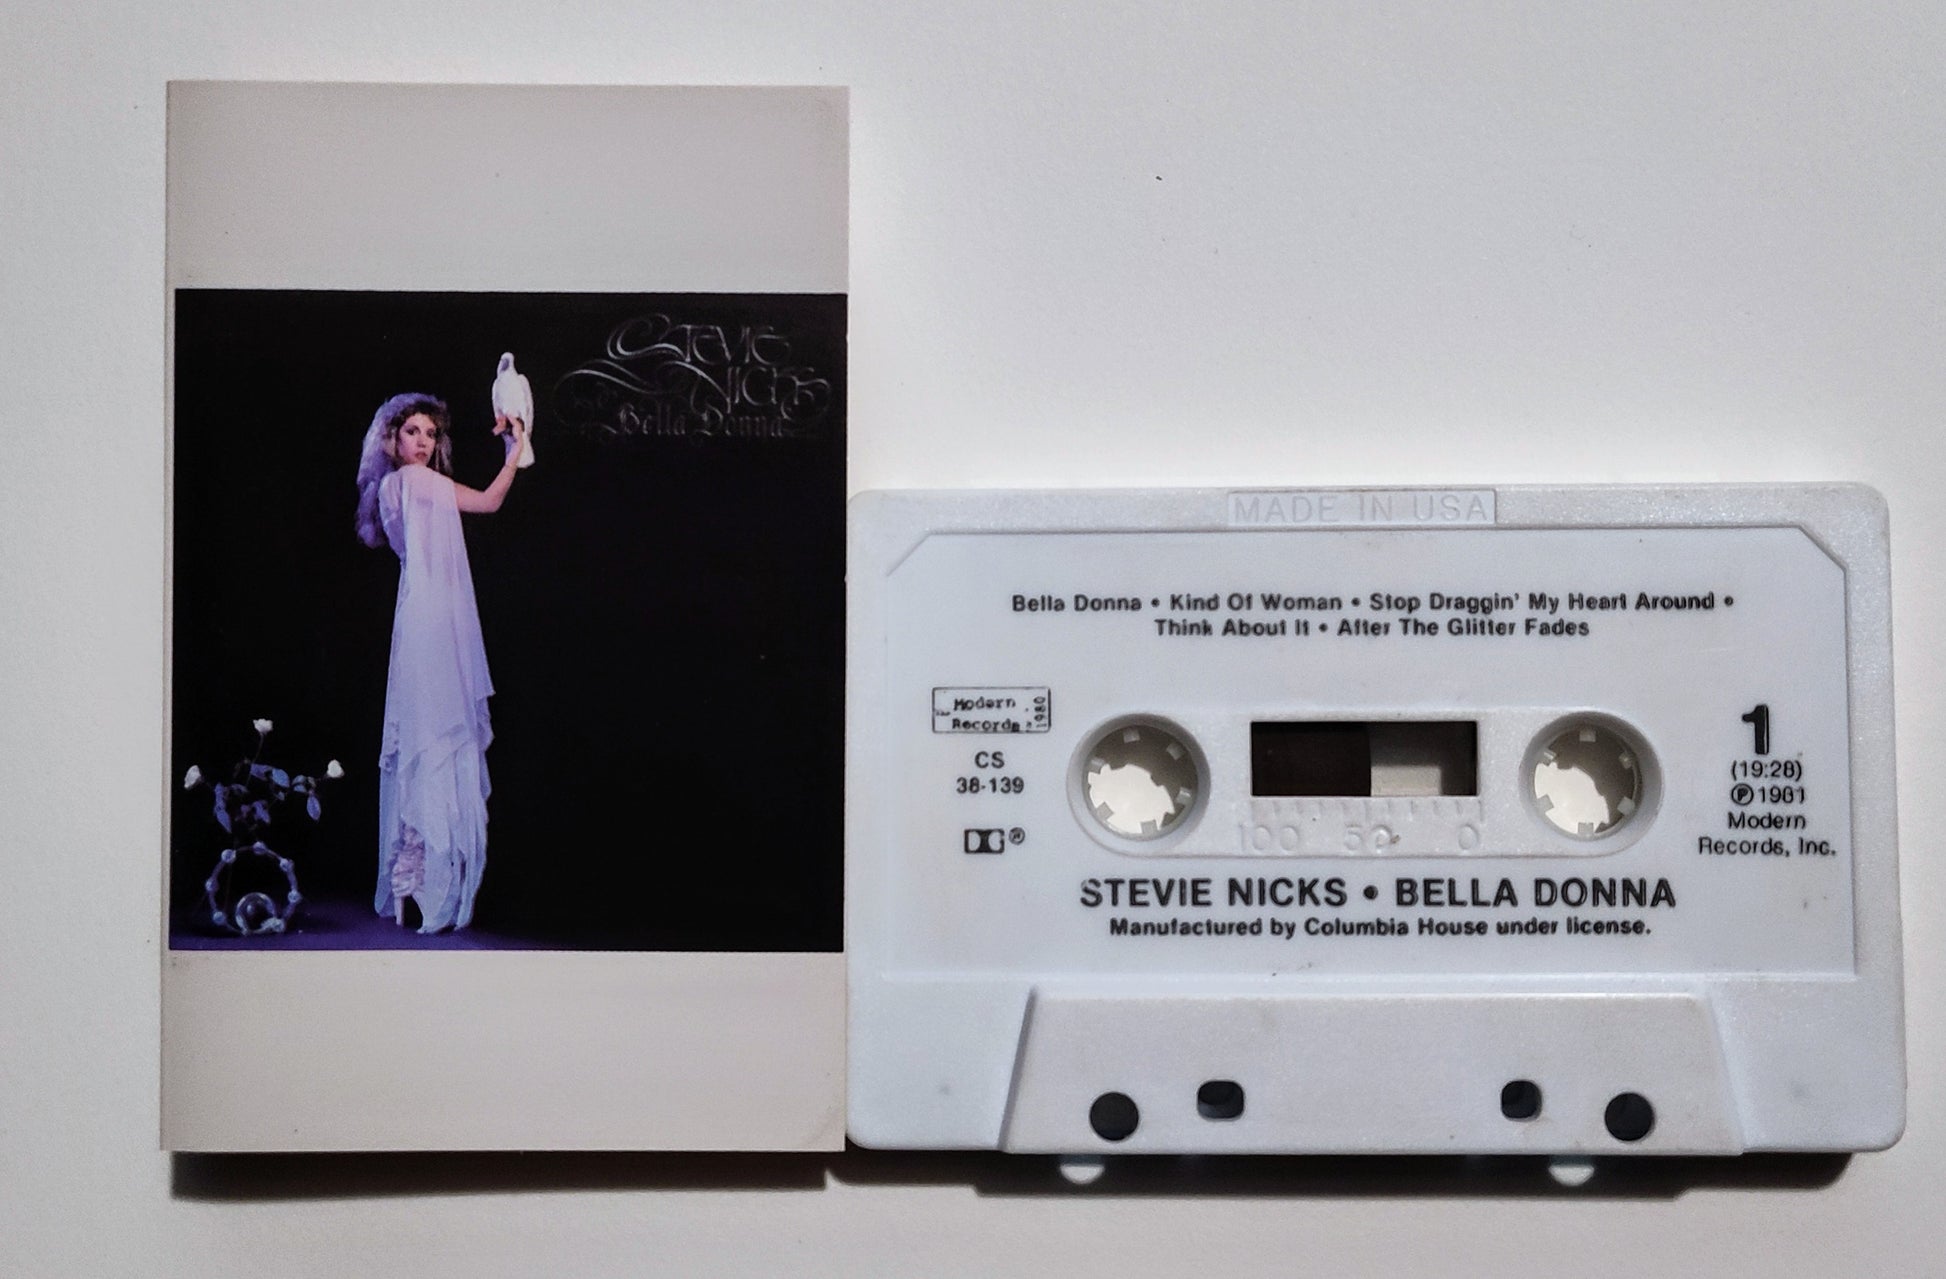 STEVIE
NICKS
Bella Donna
MADE IN USA
Bella Donna • Kind Of Woman • Stop Draggin' My Heart Around •
Think About It • After The Glitter Fades
Modern
Records
1980
CS
38-139
1
(19:28)
Ⓟ1981
Modern
Records, Inc.
100 50 0
STEVIE NICKS • BELLA DONNA
Manufactured by Columbia House under license.